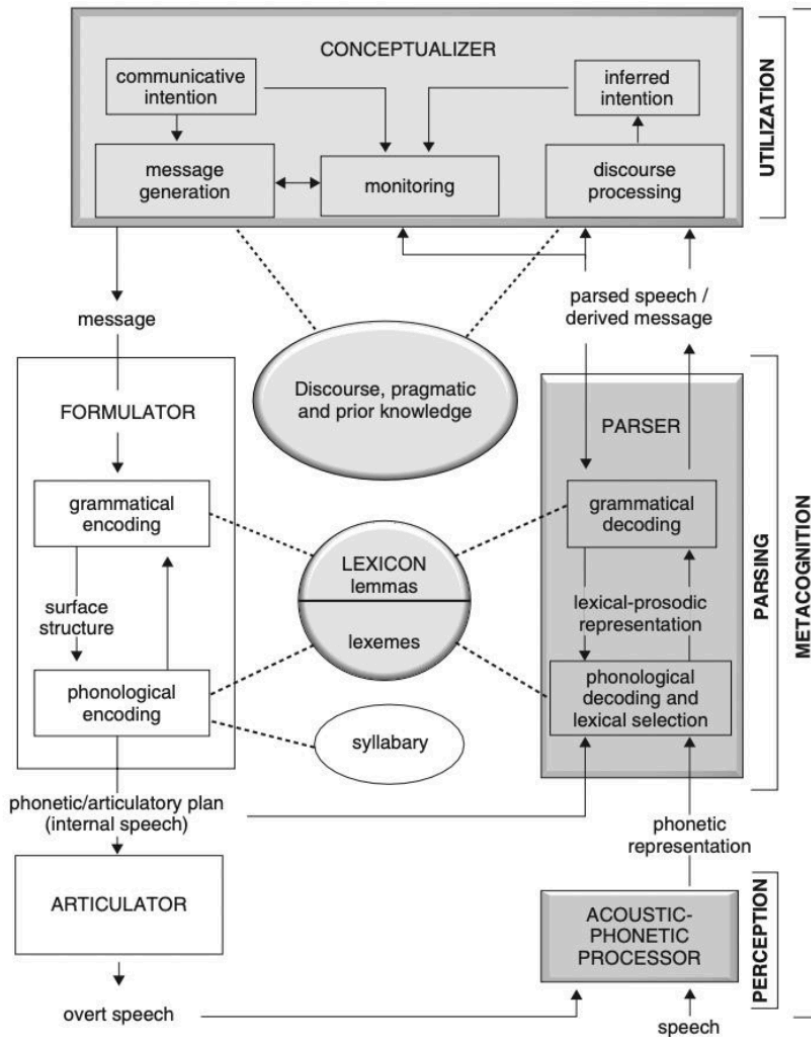 CONCEPTUALIZER
communicative
intention
inferred
intention
message
generation
monitoring
discourse
processing
UTILIZATION
message
parsed speech /
derived message
Discourse, pragmatic
and prior knowledge
FORMULATOR
PARSER
grammatical
encoding
grammatical
decoding
LEXICON
lemmas
lexemes
surface
structure
lexical-prosodic
representation
phonological
encoding
phonological
decoding and
lexical selection
syllabary
PARSING
METACOGNITION
phonetic/articulatory plan
(internal speech)
phonetic
representation
ARTICULATOR
ACOUSTIC-
PHONETIC
PROCESSOR
PERCEPTION
overt speech
speech